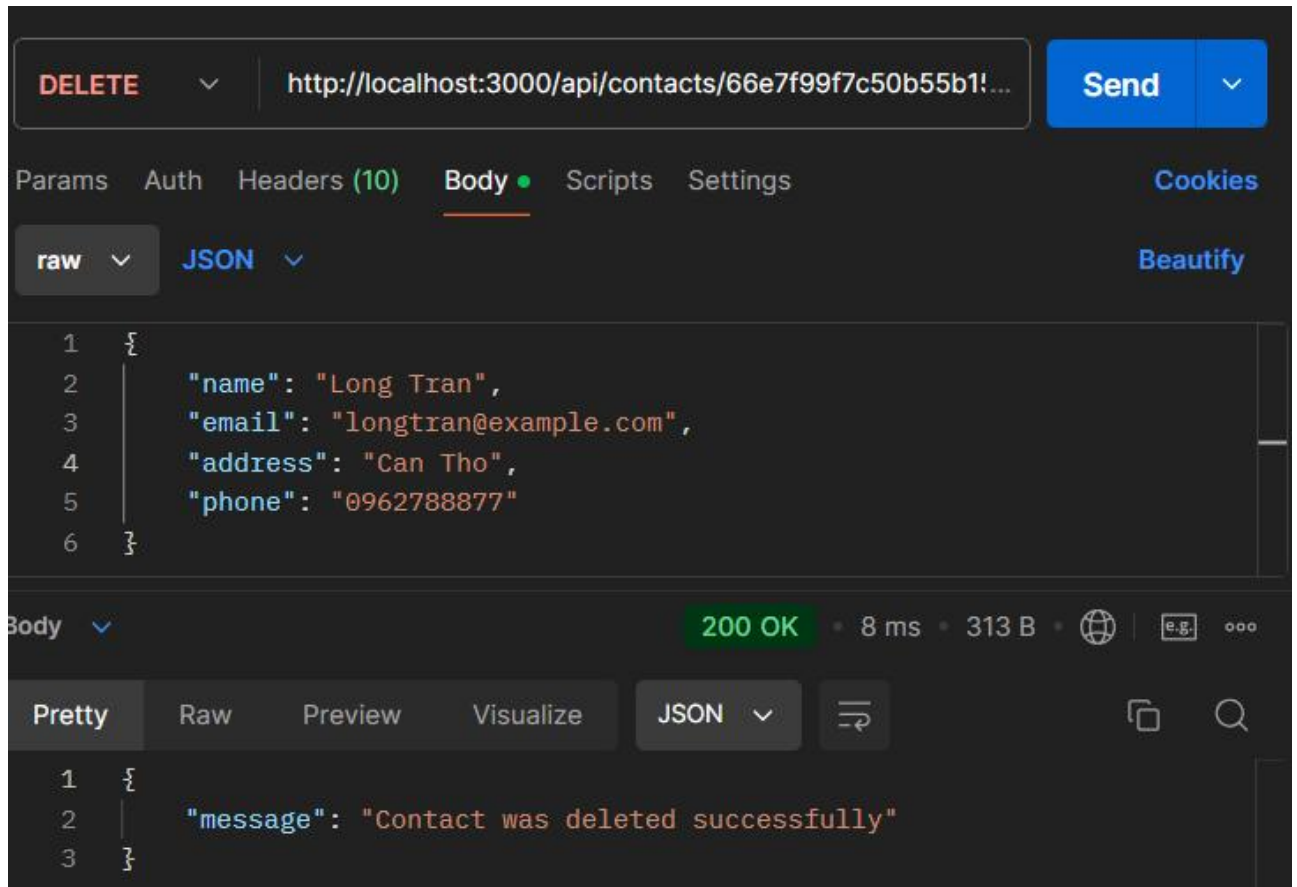 DELETE http://localhost:3000/api/contacts/66e7f99f7c50b55b1... Send
Params Auth Headers (10) Body Scripts Settings Cookies
raw JSON Beautify
1 {
2 "name": "Long Tran",
3 "email": "longtran@example.com",
4 "address": "Can Tho",
5 "phone": "0962788877"
6 }
Body 200 OK 8 ms 313 B e.g.
Pretty Raw Preview Visualize JSON
1 {
2 "message": "Contact was deleted successfully"
3 }